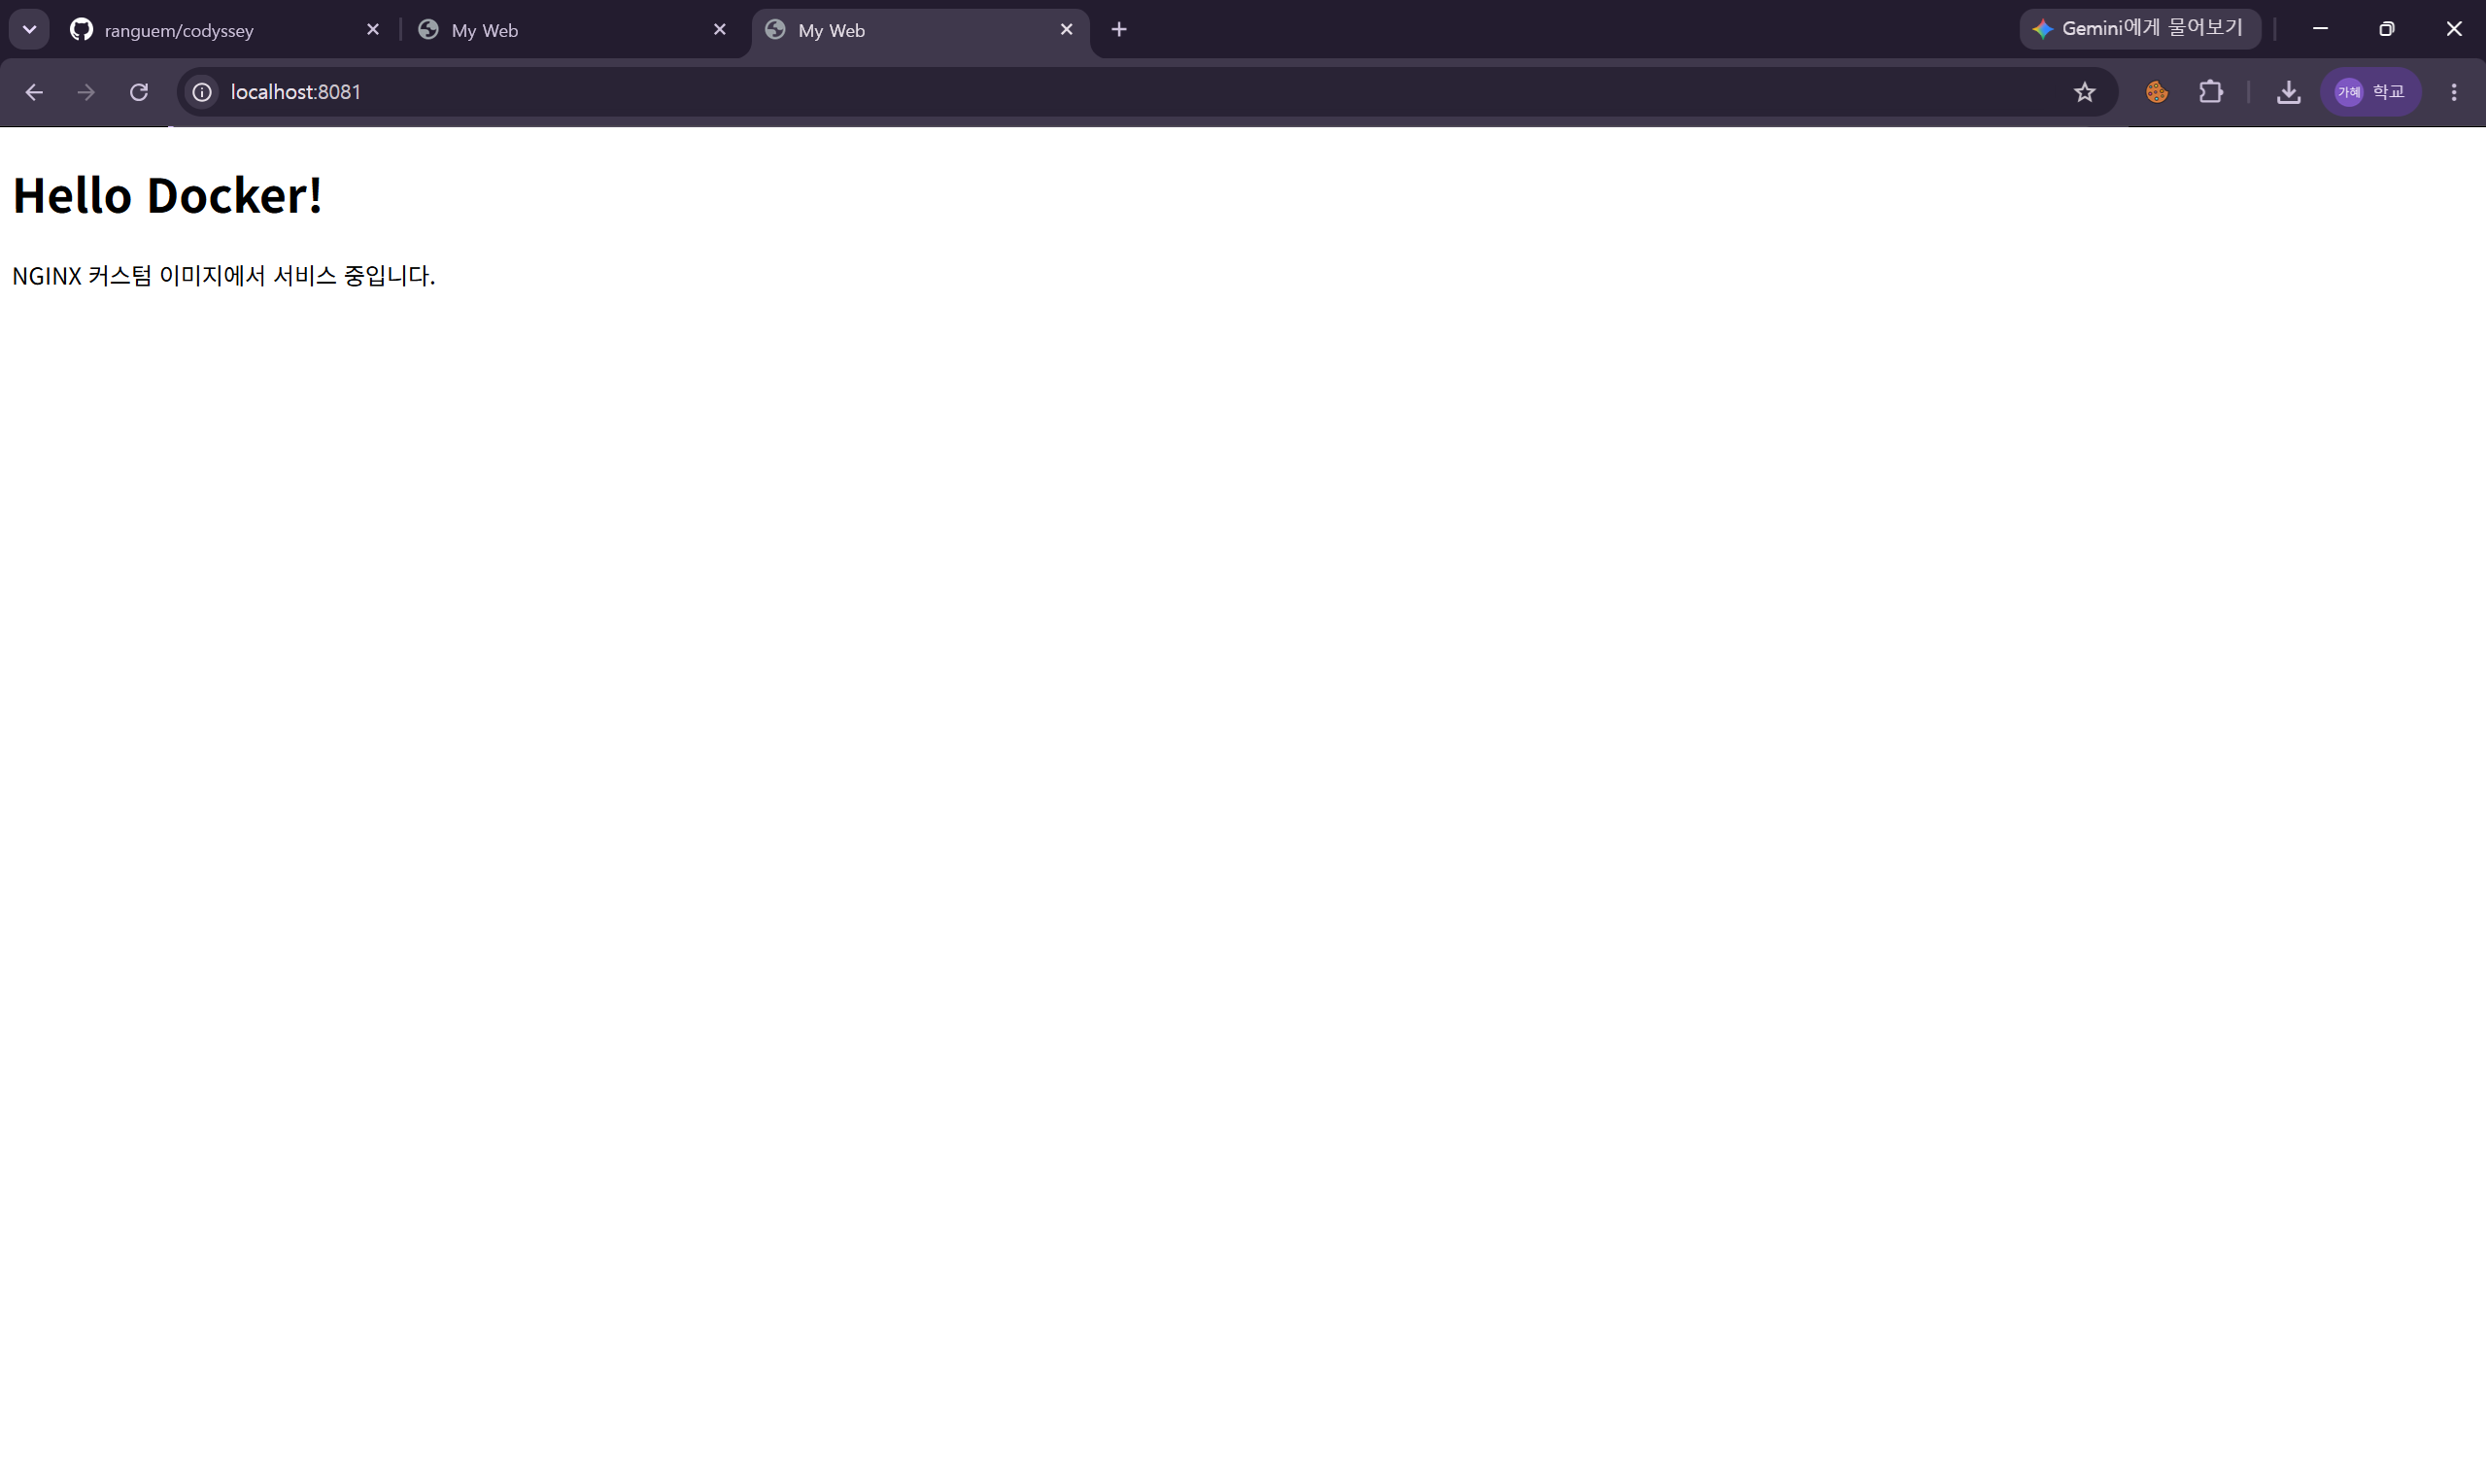 ranguem/codyssey
My Web
My Web
Gemini에게 물어보기
localhost:8081
가혜 학교
Hello Docker!
NGINX 커스텀 이미지에서 서비스 중입니다.